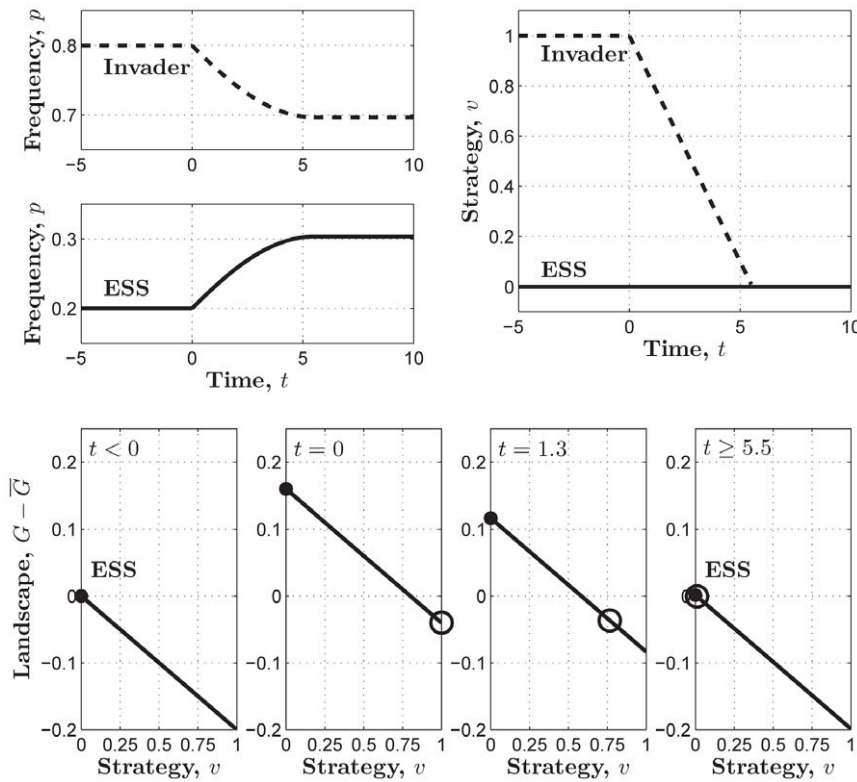 Frequency, p
0.8
0.7
Invader
−5
0
5
10
Frequency, p
0.3
0.2
ESS
−5
0
5
10
Time, t
Strategy, v
1
0.8
0.6
0.4
0.2
0
Invader
ESS
−5
0
5
10
Time, t
Landscape, G − G̅
t < 0
0.2
0.1
0
−0.1
−0.2
ESS
0 0.25 0.5 0.75 1
Strategy, v
t = 0
0.2
0.1
0
−0.1
−0.2
0 0.25 0.5 0.75 1
Strategy, v
t = 1.3
0.2
0.1
0
−0.1
−0.2
0 0.25 0.5 0.75 1
Strategy, v
t ≥ 5.5
0.2
0.1
0
−0.1
−0.2
ESS
0 0.25 0.5 0.75 1
Strategy, v